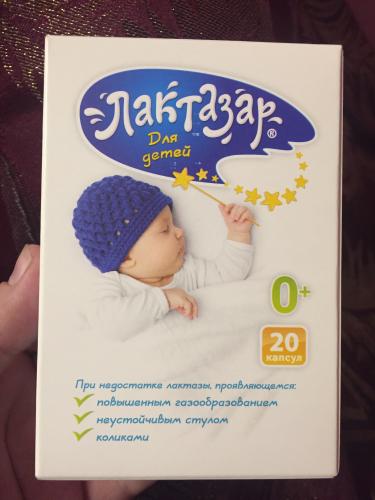 Лактазар®
Для
детей
0+
20
капсул
При недостатке лактазы, проявляющемся:
повышенным газообразованием
неустойчивым стулом
коликами